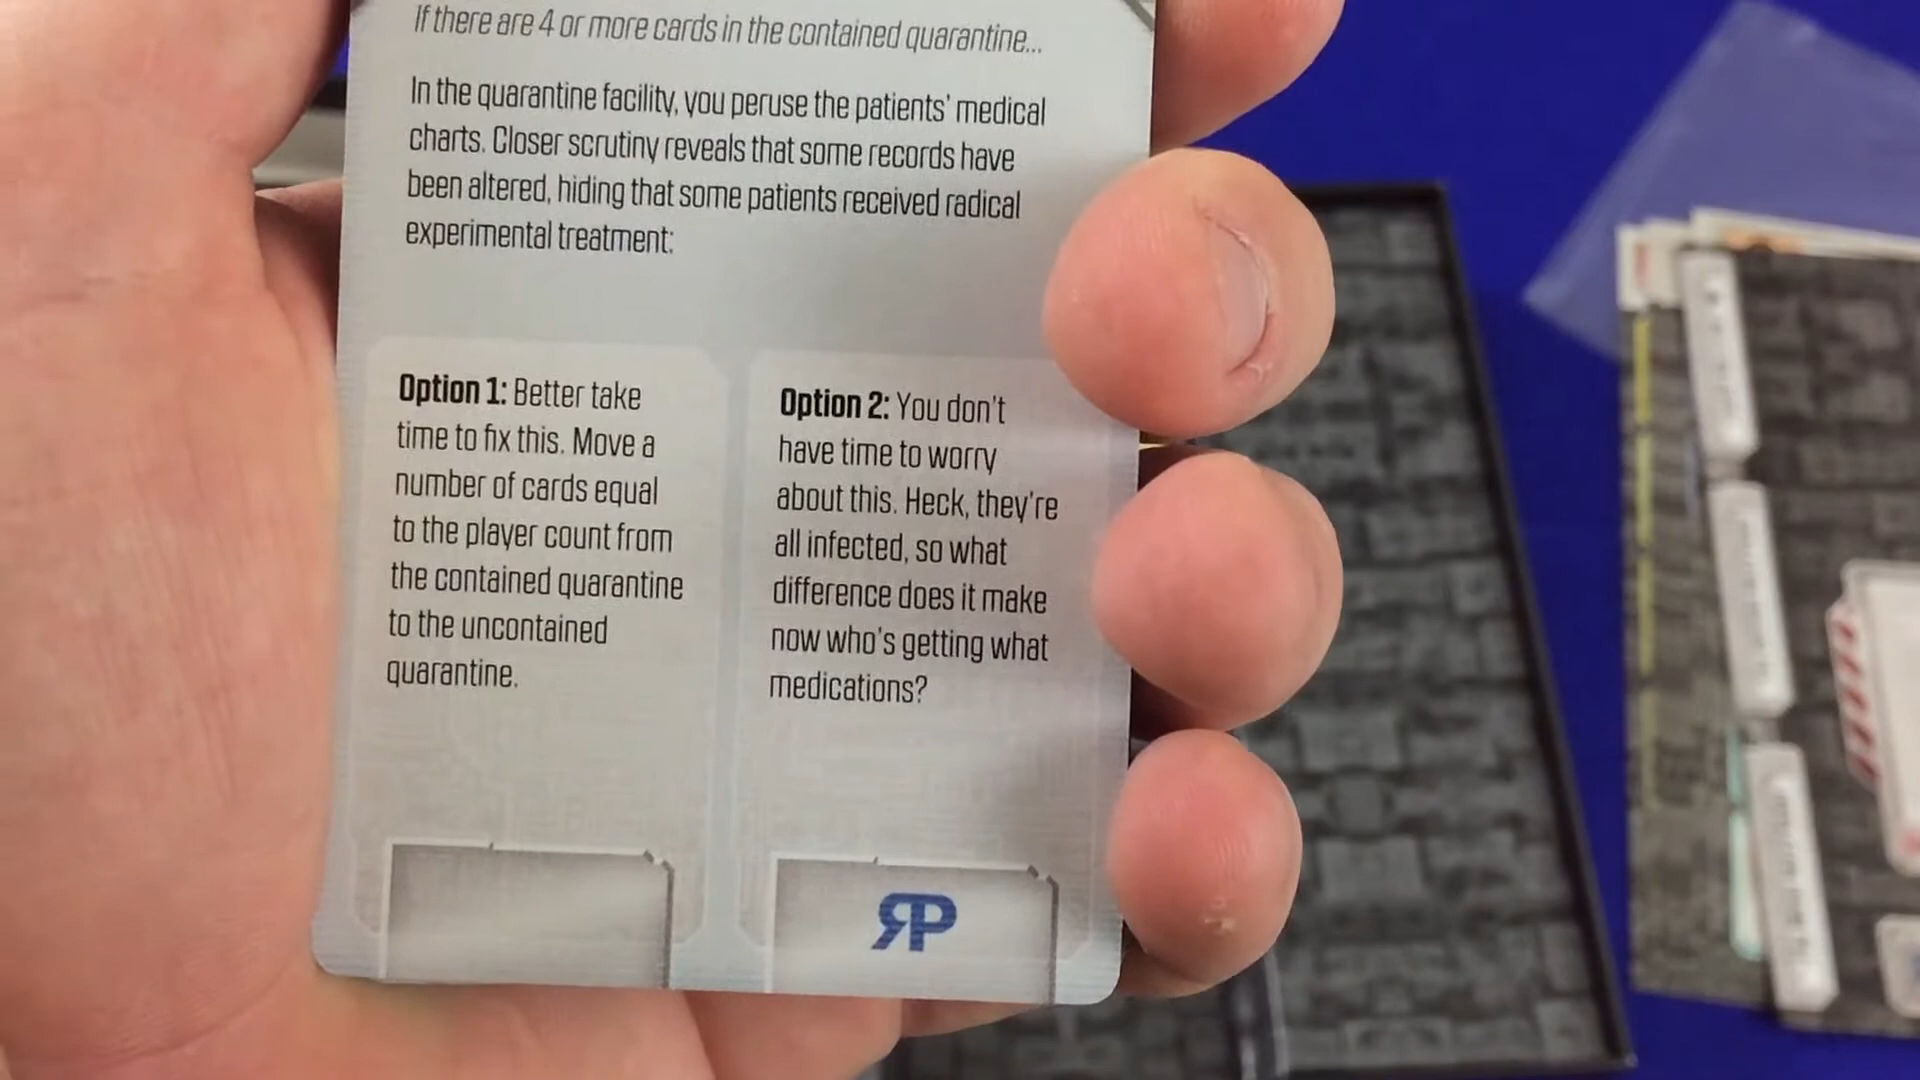 If there are 4 or more cards in the contained quarantine...
In the quarantine facility, you peruse the patients' medical
charts. Closer scrutiny reveals that some records have
been altered, hiding that some patients received radical
experimental treatment:
Option 1: Better take
time to fix this. Move a
number of cards equal
to the player count from
the contained quarantine
to the uncontained
quarantine.
Option 2: You don't
have time to worry
about this. Heck, they're
all infected, so what
difference does it make
now who's getting what
medications?